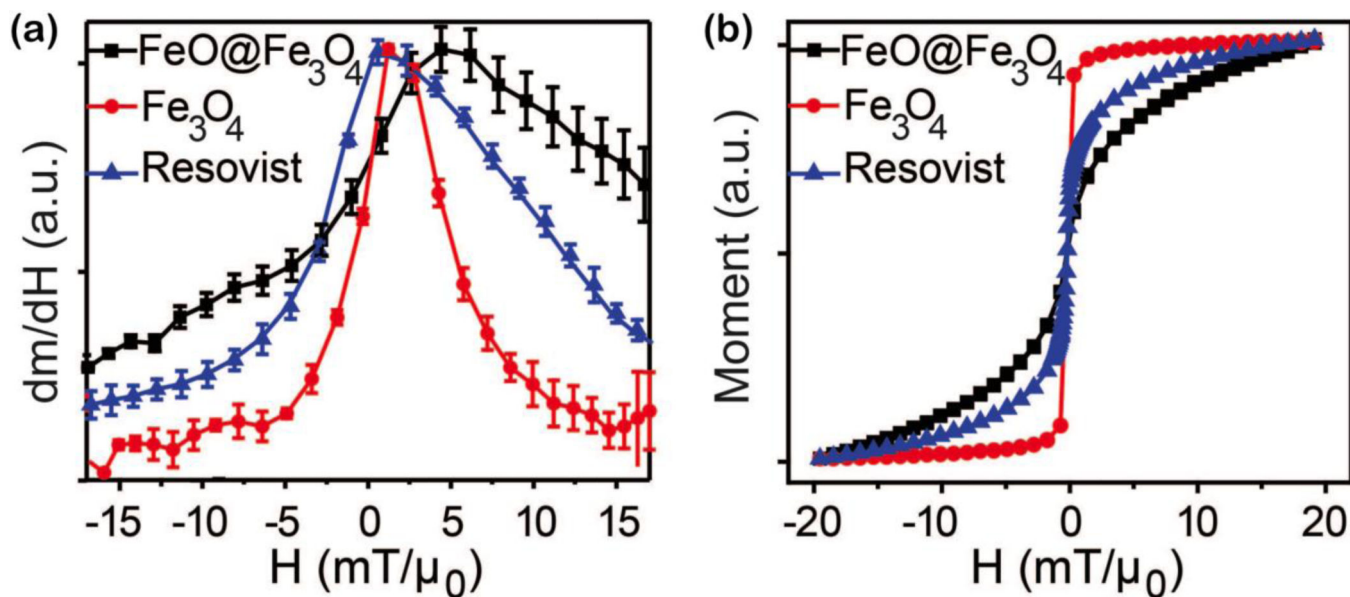 (a)
FeO@Fe₃O₄
Fe₃O₄
Resovist
dm/dH (a.u.)
-15 -10 -5 0 5 10 15
H (mT/μ₀)
(b)
FeO@Fe₃O₄
Fe₃O₄
Resovist
Moment (a.u.)
-20 -10 0 10 20
H (mT/μ₀)